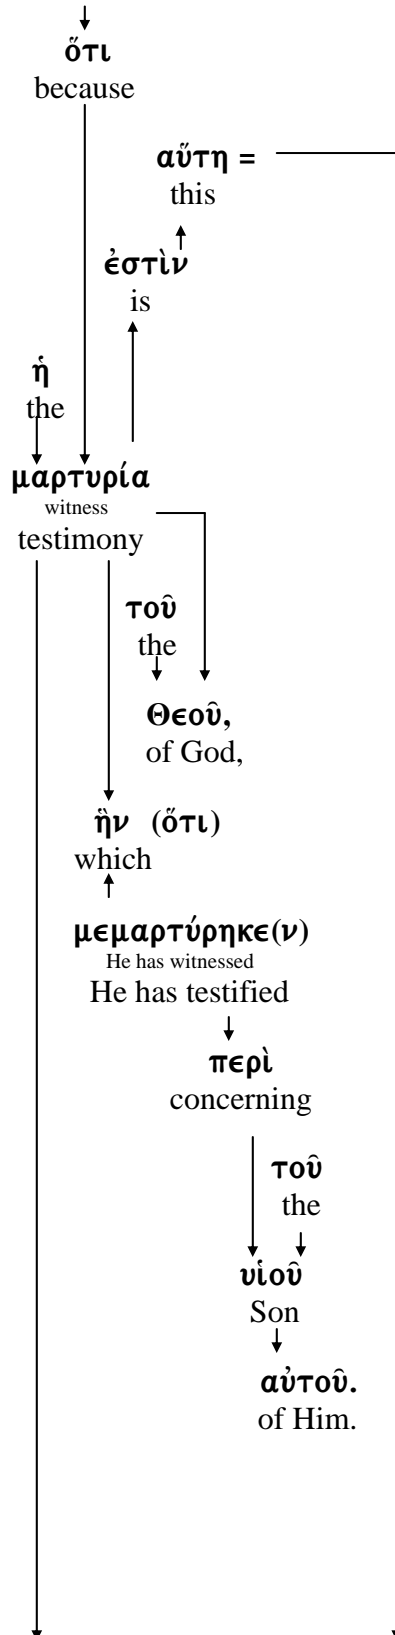 ὅτι
because
αὕτη =
this
ἐστὶν
is
ἡ
the
μαρτυρία
witness
testimony
τοῦ
the
Θεοῦ,
of God,
ἣν (ὅτι)
which
μεμαρτύρηκε(ν)
He has witnessed
He has testified
περὶ
concerning
τοῦ
the
υἱοῦ
Son
αὐτοῦ.
of Him.